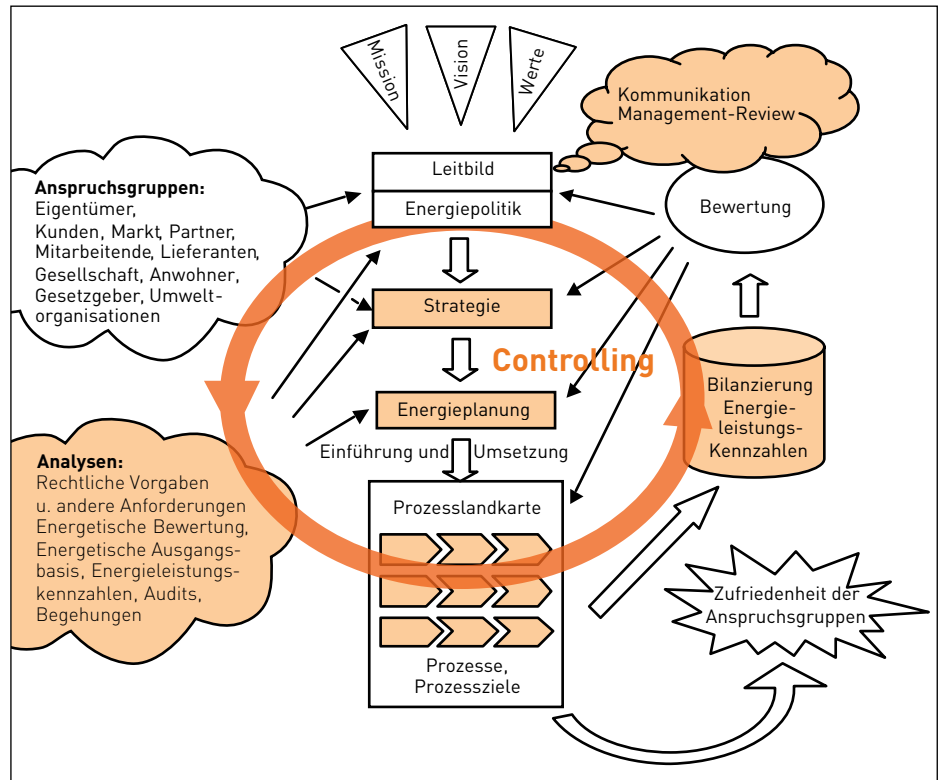 Mission
Vision
Werte
Kommunikation
Management-Review
Leitbild
Energiepolitik
Bewertung
Anspruchsgruppen:
Eigentümer,
Kunden, Markt, Partner,
Mitarbeitende, Lieferanten,
Gesellschaft, Anwohner,
Gesetzgeber, Umwelt-
organisationen
Strategie
Controlling
Energieplanung
Bilanzierung
Energie-
leistungs-
Kennzahlen
Einführung und Umsetzung
Analysen:
Rechtliche Vorgaben
u. andere Anforderungen
Energetische Bewertung,
Energetische Ausgangs-
basis, Energieleistungs-
kennzahlen, Audits,
Begehungen
Prozesslandkarte
Prozesse,
Prozessziele
Zufriedenheit der
Anspruchsgruppen